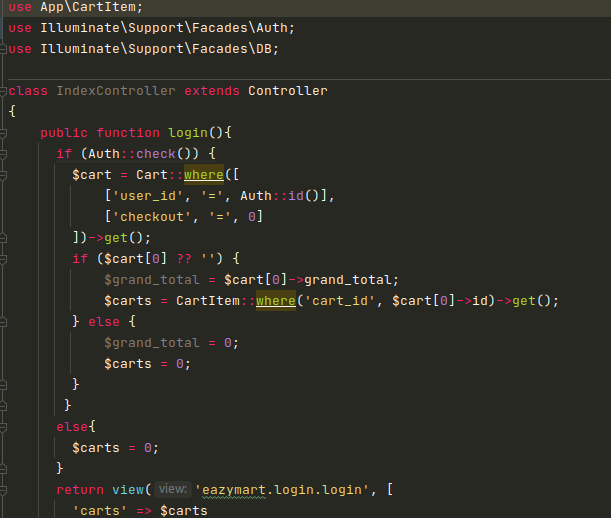 use App\CartItem;
use Illuminate\Support\Facades\Auth;
use Illuminate\Support\Facades\DB;
class IndexController extends Controller
{
public function login(){
if (Auth::check()) {
$cart = Cart::where([
['user_id', '=', Auth::id()],
['checkout', '=', 0]
])->get();
if ($cart[0] ?? '') {
$grand_total = $cart[0]->grand_total;
$carts = CartItem::where('cart_id', $cart[0]->id)->get();
} else {
$grand_total = 0;
$carts = 0;
}
}
else{
$carts = 0;
}
return view( view: 'eazymart.login.login', [
'carts' => $carts